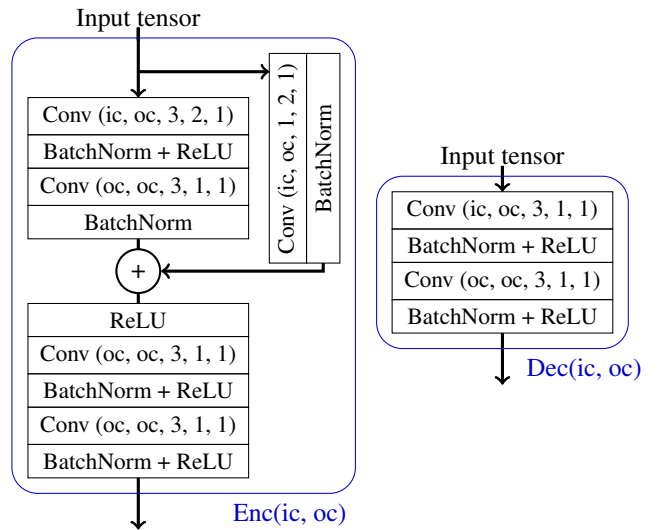 Input tensor
Conv (ic, oc, 3, 2, 1)
BatchNorm + ReLU
Conv (oc, oc, 3, 1, 1)
BatchNorm
Conv (ic, oc, 1, 2, 1)
BatchNorm
+
ReLU
Conv (oc, oc, 3, 1, 1)
BatchNorm + ReLU
Conv (oc, oc, 3, 1, 1)
BatchNorm + ReLU
Enc(ic, oc)
Input tensor
Conv (ic, oc, 3, 1, 1)
BatchNorm + ReLU
Conv (oc, oc, 3, 1, 1)
BatchNorm + ReLU
Dec(ic, oc)